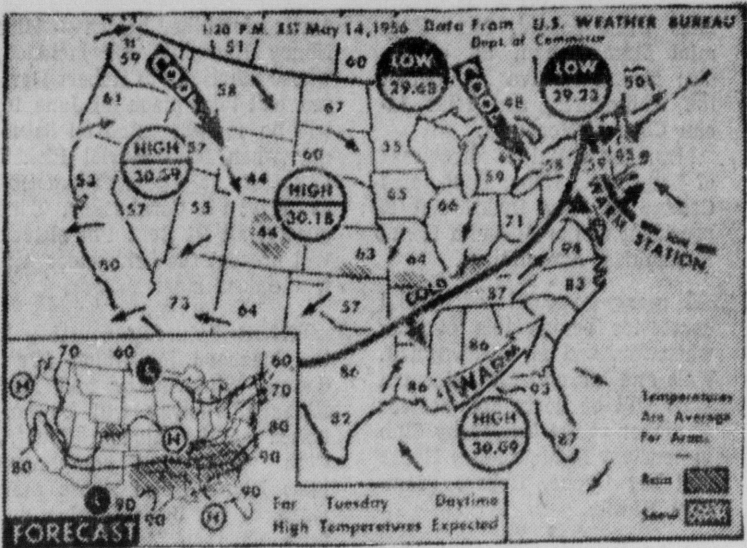 1:30 P.M. EST May 14, 1956 Data From U.S. WEATHER BUREAU
Dept. of Commerce
59
51
60
LOW
29.68
COOL
48
LOW
29.23
50
COOL
58
61
67
HIGH
30.59
57
60
55
59
58
59
HIGH
30.18
44
53
57
55
65
66
71
WARM STATION.
44
63
64
94
80
73
64
57
COLD
87
83
86
86
WARM
86
82
93
HIGH
30.09
87
Temperatures
Are Average
For Areas
Rain
Snow
70
60
60
70
80
90
H
H
80
90
90
90
H
FORECAST
For Tuesday Daytime
High Temperatures Expected